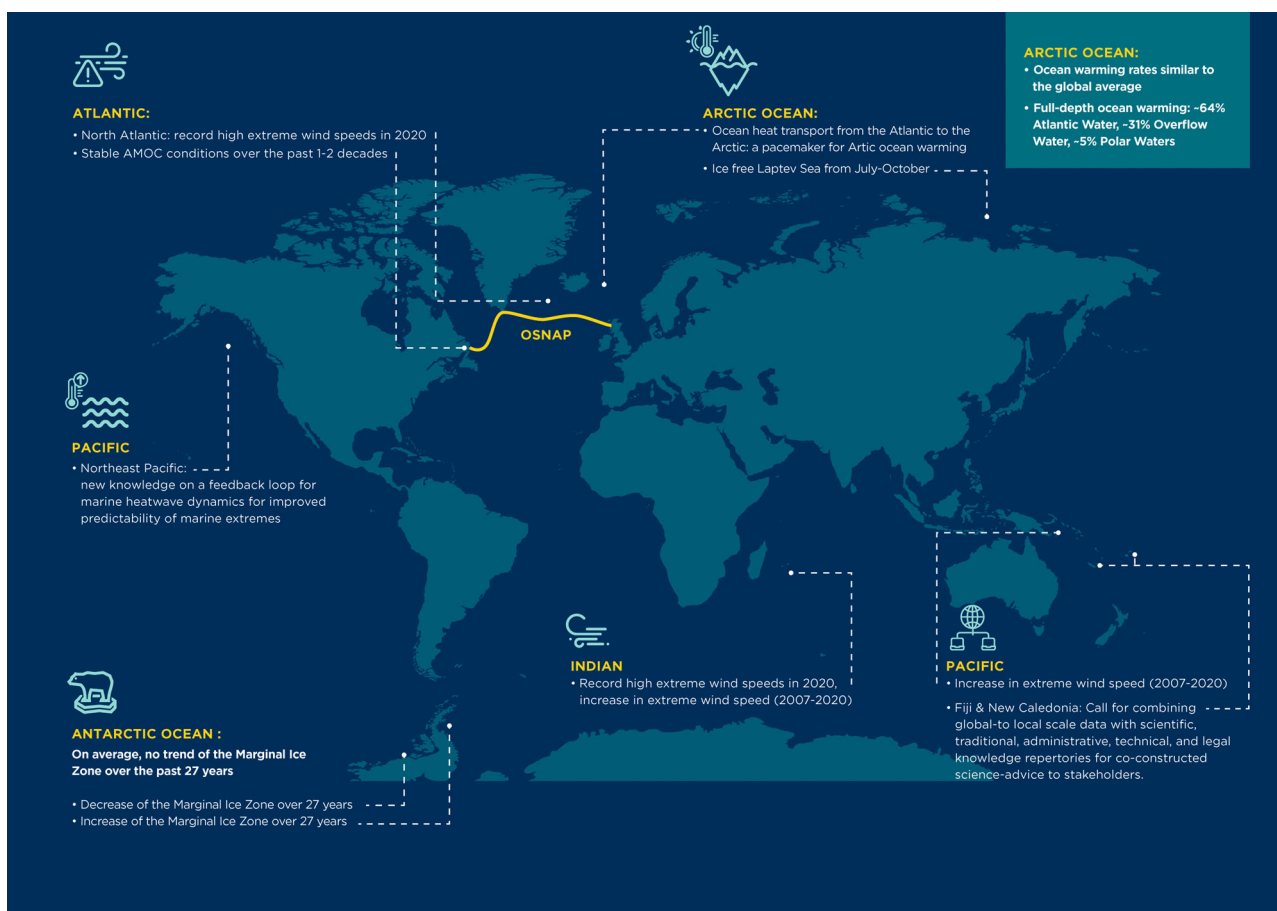 ATLANTIC:
• North Atlantic: record high extreme wind speeds in 2020
• Stable AMOC conditions over the past 1-2 decades
ARCTIC OCEAN:
• Ocean heat transport from the Atlantic to the
Arctic: a pacemaker for Artic ocean warming
• Ice free Laptev Sea from July-October
ARCTIC OCEAN:
• Ocean warming rates similar to
the global average
• Full-depth ocean warming: ~64%
Atlantic Water, ~31% Overflow
Water, ~5% Polar Waters
OSNAP
PACIFIC
• Northeast Pacific:
new knowledge on a feedback loop for
marine heatwave dynamics for improved
predictability of marine extremes
INDIAN
• Record high extreme wind speeds in 2020,
increase in extreme wind speed (2007-2020)
PACIFIC
• Increase in extreme wind speed (2007-2020)
• Fiji & New Caledonia: Call for combining
global-to local scale data with scientific,
traditional, administrative, technical, and legal
knowledge repertories for co-constructed
science-advice to stakeholders.
ANTARCTIC OCEAN :
On average, no trend of the Marginal Ice
Zone over the past 27 years
• Decrease of the Marginal Ice Zone over 27 years
• Increase of the Marginal Ice Zone over 27 years